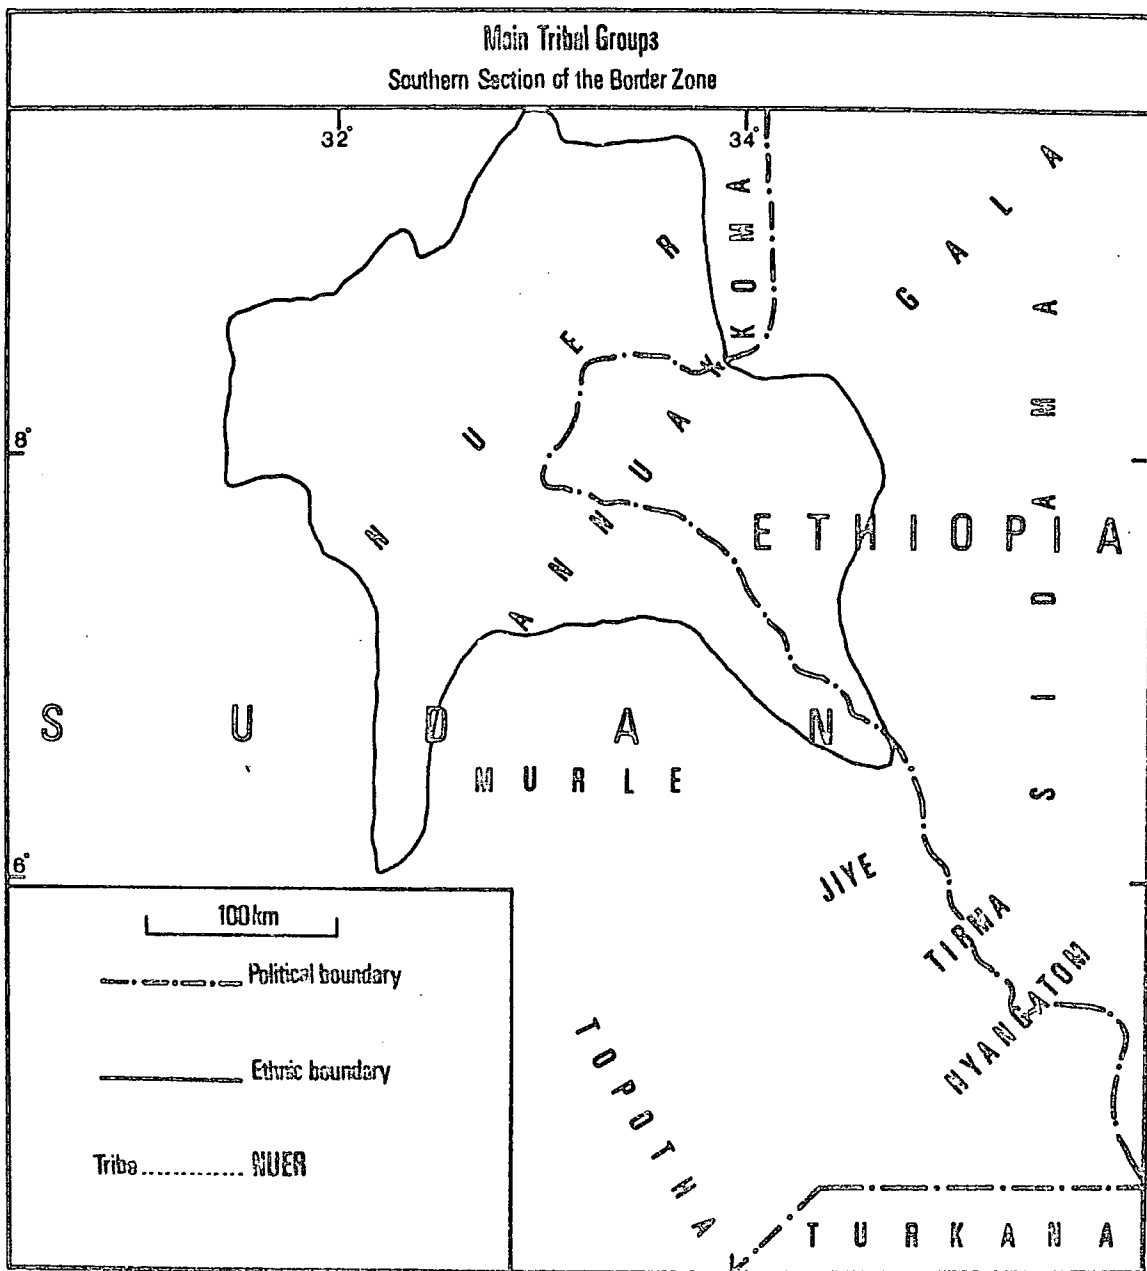 Main Tribal Groups
Southern Section of the Border Zone
32°
34°
KOMA
GALA
NUER
SIDAMA
ANNUAK
8°
ETHIOPIA
SUDAN
MURLE
6°
JIYE
TIRMA
NYANGATOM
TOPOTHA
TURKANA
100km
Political boundary
Ethnic boundary
Tribe............ NUER